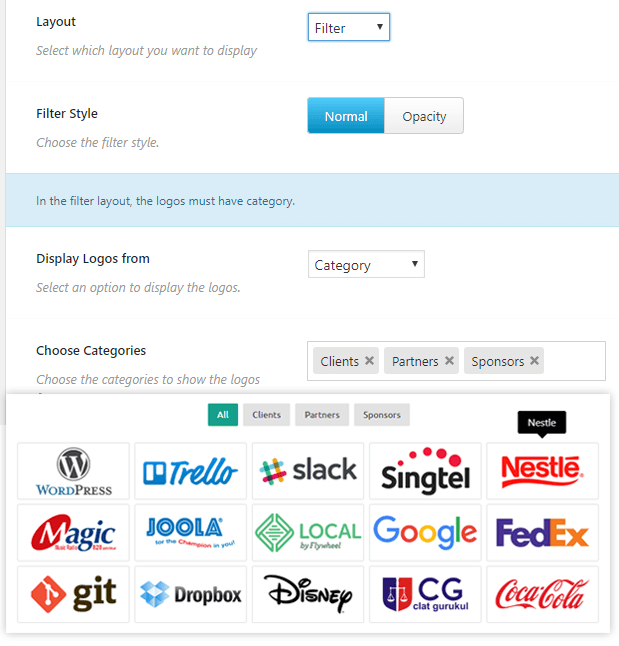 Layout
Filter
Select which layout you want to display
Filter Style
Normal
Opacity
Choose the filter style.
In the filter layout, the logos must have category.
Display Logos from
Category
Select an option to display the logos.
Choose Categories
Clients
Partners
Sponsors
Choose the categories to show the logos
All
Clients
Partners
Sponsors
Nestle
WORDPRESS
Trello
slack
Singtel
Nestlé
Magic
JOOLA
for the Champion in you!
LOCAL
by Flywheel
Google
FedEx
git
Dropbox
Disney
CG
clat gurukul
Coca-Cola